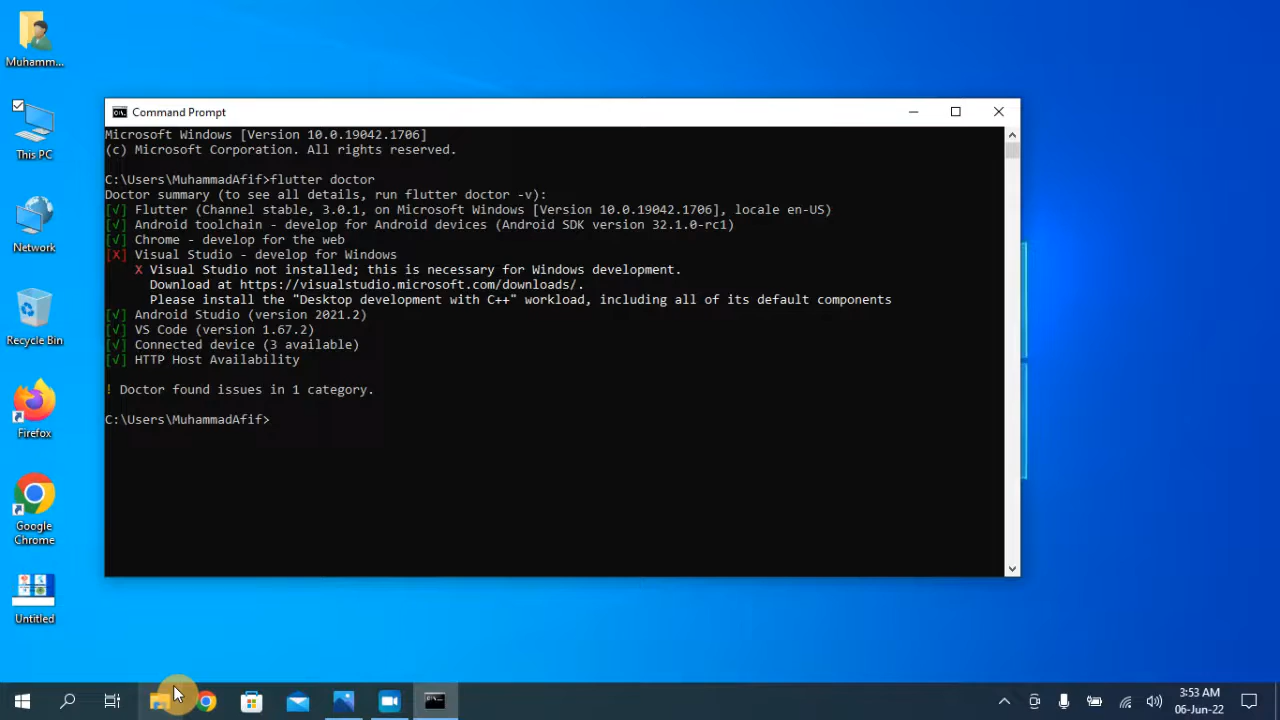 Muhamm...
This PC
Network
Recycle Bin
Firefox
Google
Chrome
Untitled
Command Prompt
Microsoft Windows [Version 10.0.19042.1706]
(c) Microsoft Corporation. All rights reserved.
C:\Users\MuhammadAfif>flutter doctor
Doctor summary (to see all details, run flutter doctor -v):
[√] Flutter (Channel stable, 3.0.1, on Microsoft Windows [Version 10.0.19042.1706], locale en-US)
[√] Android toolchain - develop for Android devices (Android SDK version 32.1.0-rc1)
[√] Chrome - develop for the web
[X] Visual Studio - develop for Windows
X Visual Studio not installed; this is necessary for Windows development.
Download at https://visualstudio.microsoft.com/downloads/.
Please install the "Desktop development with C++" workload, including all of its default components
[√] Android Studio (version 2021.2)
[√] VS Code (version 1.67.2)
[√] Connected device (3 available)
[√] HTTP Host Availability
! Doctor found issues in 1 category.
C:\Users\MuhammadAfif>
3:53 AM
06-Jun-22